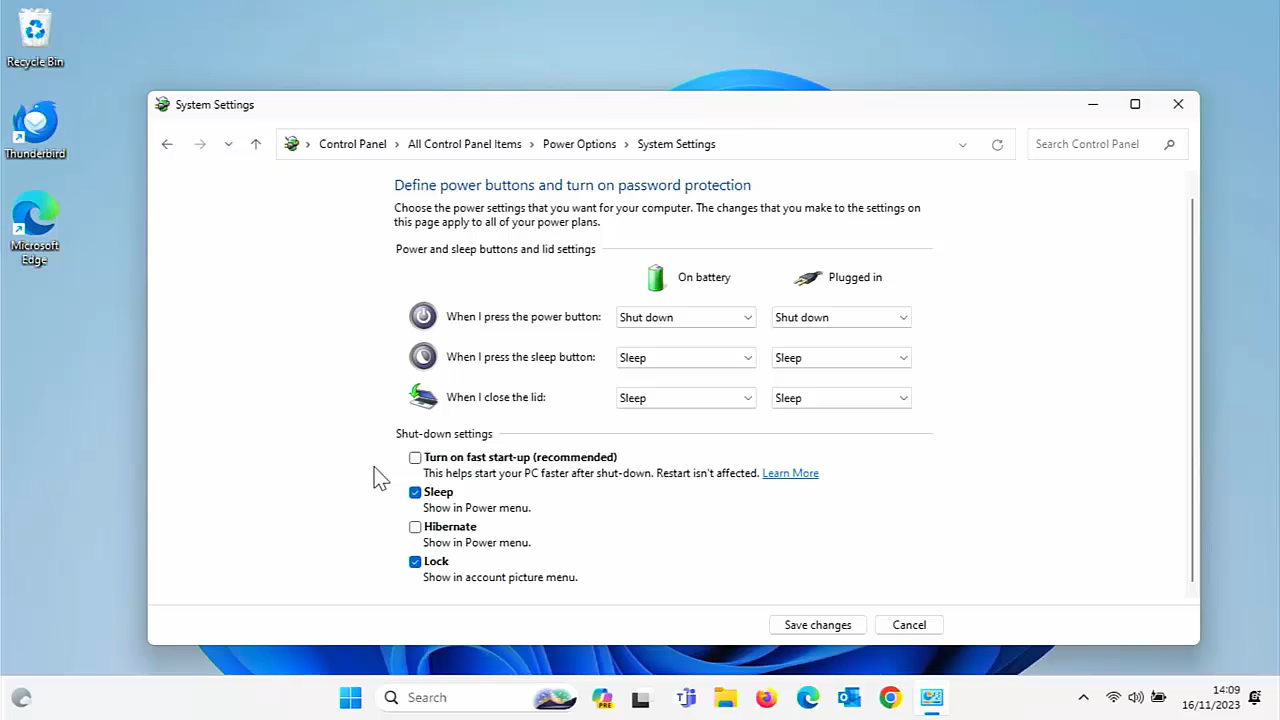 Recycle Bin
Thunderbird
Microsoft
Edge
System Settings
Control Panel › All Control Panel Items › Power Options › System Settings
Search Control Panel
Define power buttons and turn on password protection
Choose the power settings that you want for your computer. The changes that you make to the settings on
this page apply to all of your power plans.
Power and sleep buttons and lid settings
On battery Plugged in
When I press the power button: Shut down Shut down
When I press the sleep button: Sleep Sleep
When I close the lid: Sleep Sleep
Shut-down settings
Turn on fast start-up (recommended)
This helps start your PC faster after shut-down. Restart isn't affected. Learn More
Sleep
Show in Power menu.
Hibernate
Show in Power menu.
Lock
Show in account picture menu.
Save changes Cancel
Search
PRE
14:09
16/11/2023